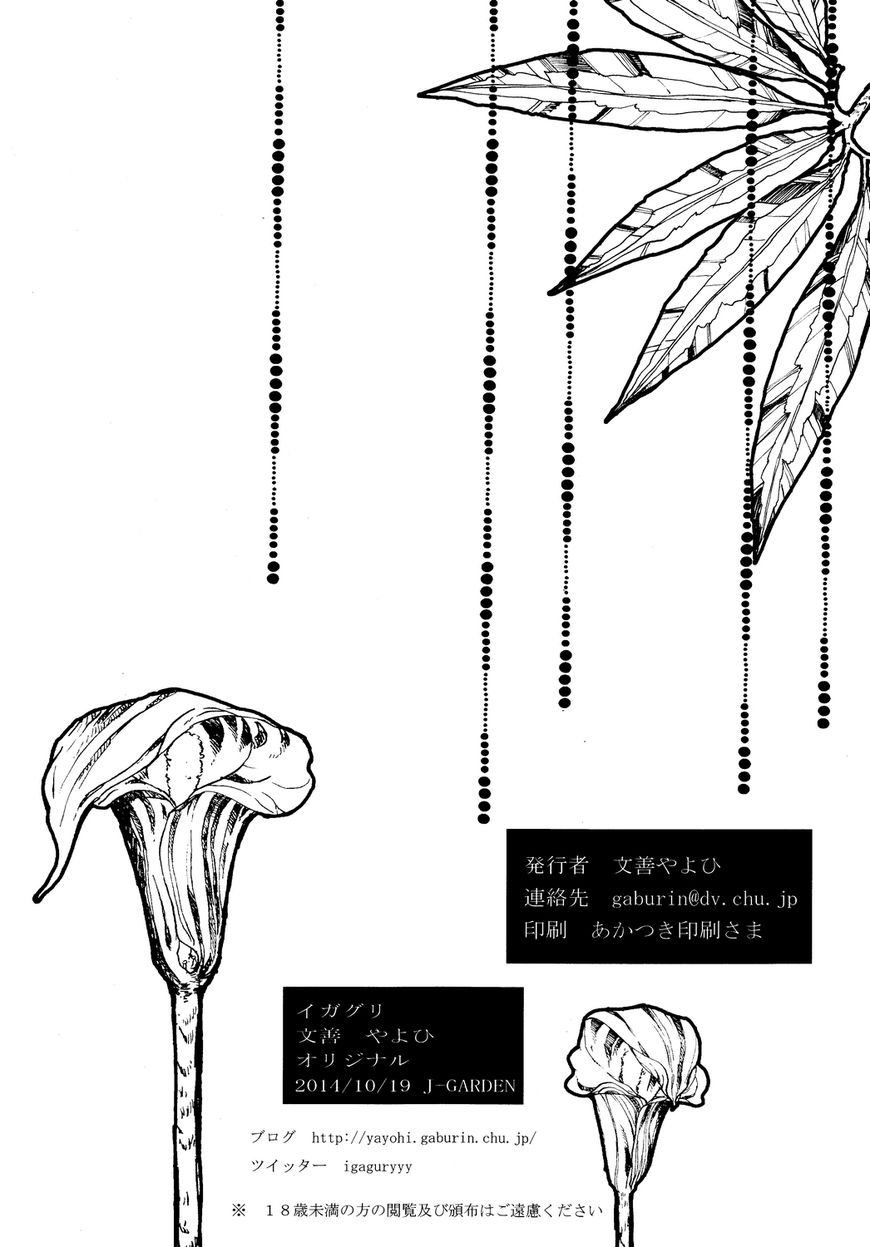 発行者　文善やよひ
連絡先　gaburin@dv.chu.jp
印刷　あかつき印刷さま
イガグリ
文善　やよひ
オリジナル
2014/10/19 J-GARDEN
ブログ　http://yayohi.gaburin.chu.jp/
ツイッター　igaguryyy
※　１８歳未満の方の閲覧及び頒布はご遠慮ください